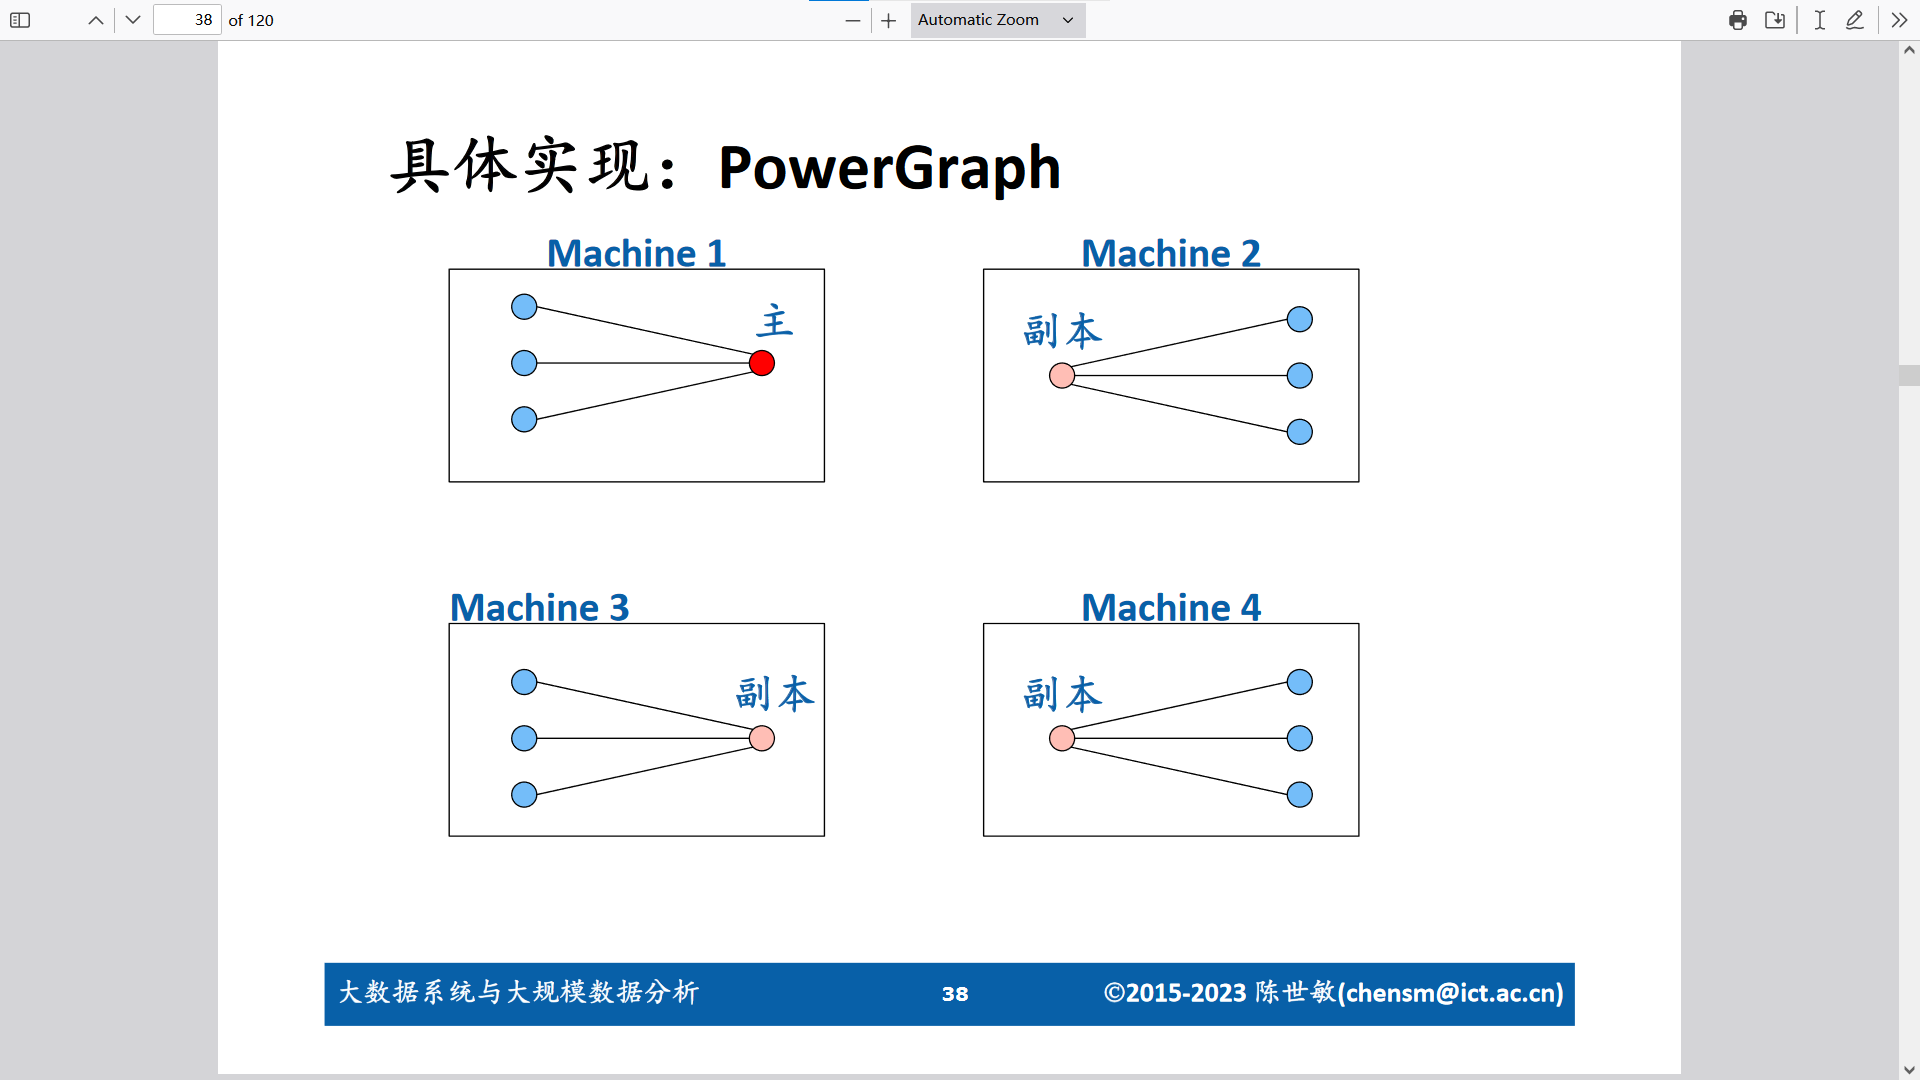 38 of 120
Automatic Zoom
具体实现：PowerGraph
Machine 1
Machine 2
主
副本
Machine 3
Machine 4
副本
副本
大数据系统与大规模数据分析
38
©2015-2023 陈世敏(chensm@ict.ac.cn)